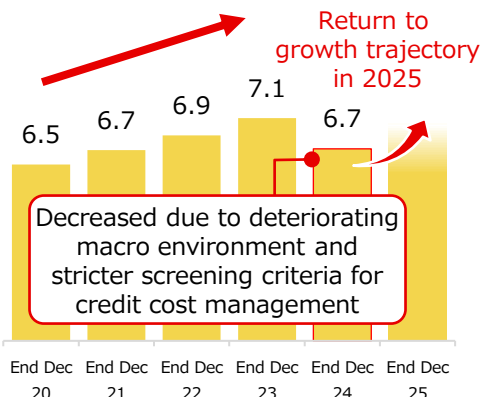 Return to
growth trajectory
in 2025
6.5
6.7
6.9
7.1
6.7
Decreased due to deteriorating
macro environment and
stricter screening criteria for
credit cost management
End Dec End Dec End Dec End Dec End Dec End Dec
20 21 22 23 24 25